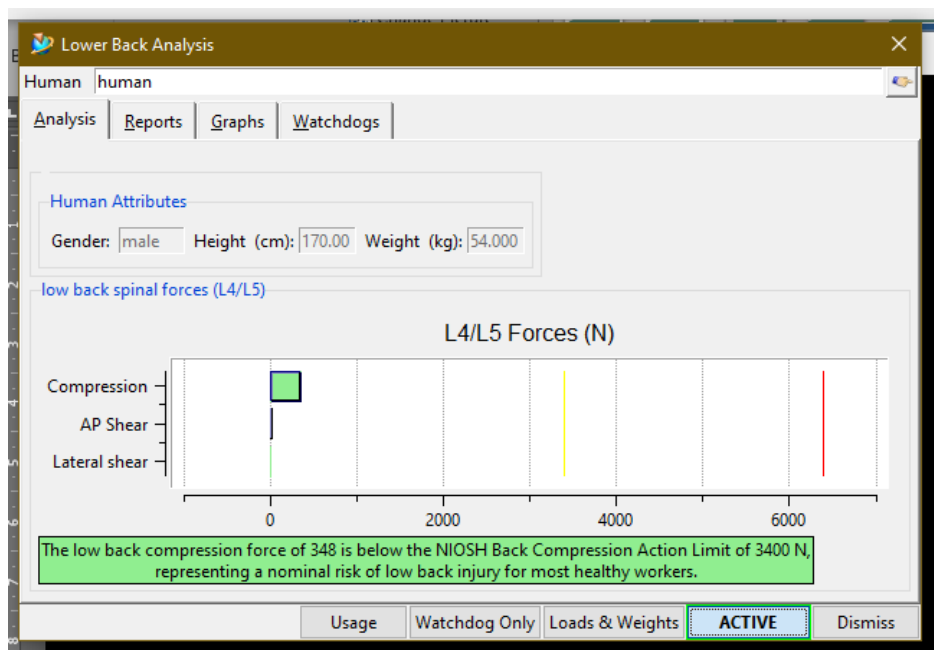 Lower Back Analysis
Human human
Analysis Reports Graphs Watchdogs
Human Attributes
Gender: male Height (cm): 170.00 Weight (kg): 54.000
low back spinal forces (L4/L5)
L4/L5 Forces (N)
Compression
AP Shear
Lateral shear
0 2000 4000 6000
The low back compression force of 348 is below the NIOSH Back Compression Action Limit of 3400 N,
representing a nominal risk of low back injury for most healthy workers.
Usage Watchdog Only Loads & Weights ACTIVE Dismiss